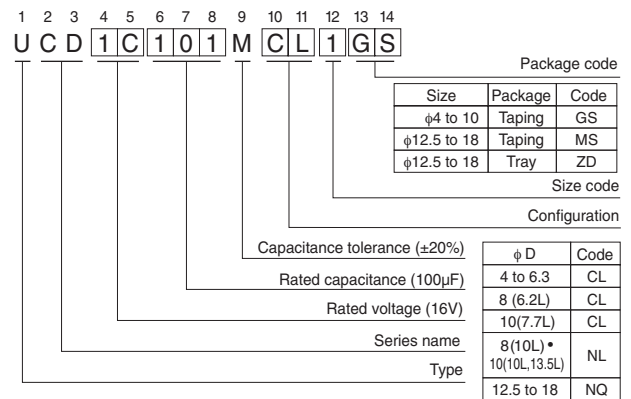 1 2 3 4 5 6 7 8 9 10 11 12 13 14
U C D 1 C 1 0 1 M C L 1 G S
Package code
Size Package Code
φ4 to 10 Taping GS
φ12.5 to 18 Taping MS
φ12.5 to 18 Tray ZD
Size code
Configuration
Capacitance tolerance (±20%)
Rated capacitance (100µF)
Rated voltage (16V)
Series name
Type
φ D Code
4 to 6.3 CL
8 (6.2L) CL
10(7.7L) CL
8(10L) •
10(10L,13.5L) NL
12.5 to 18 NQ